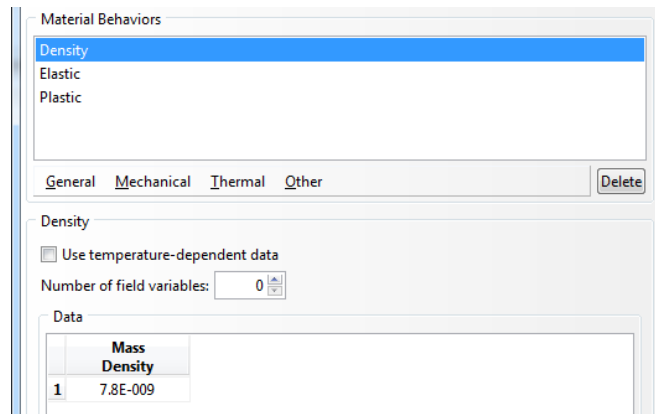 Material Behaviors
Density
Elastic
Plastic
General Mechanical Thermal Other Delete
Density
Use temperature-dependent data
Number of field variables: 0
Data
Mass
Density
1 7.8E-009